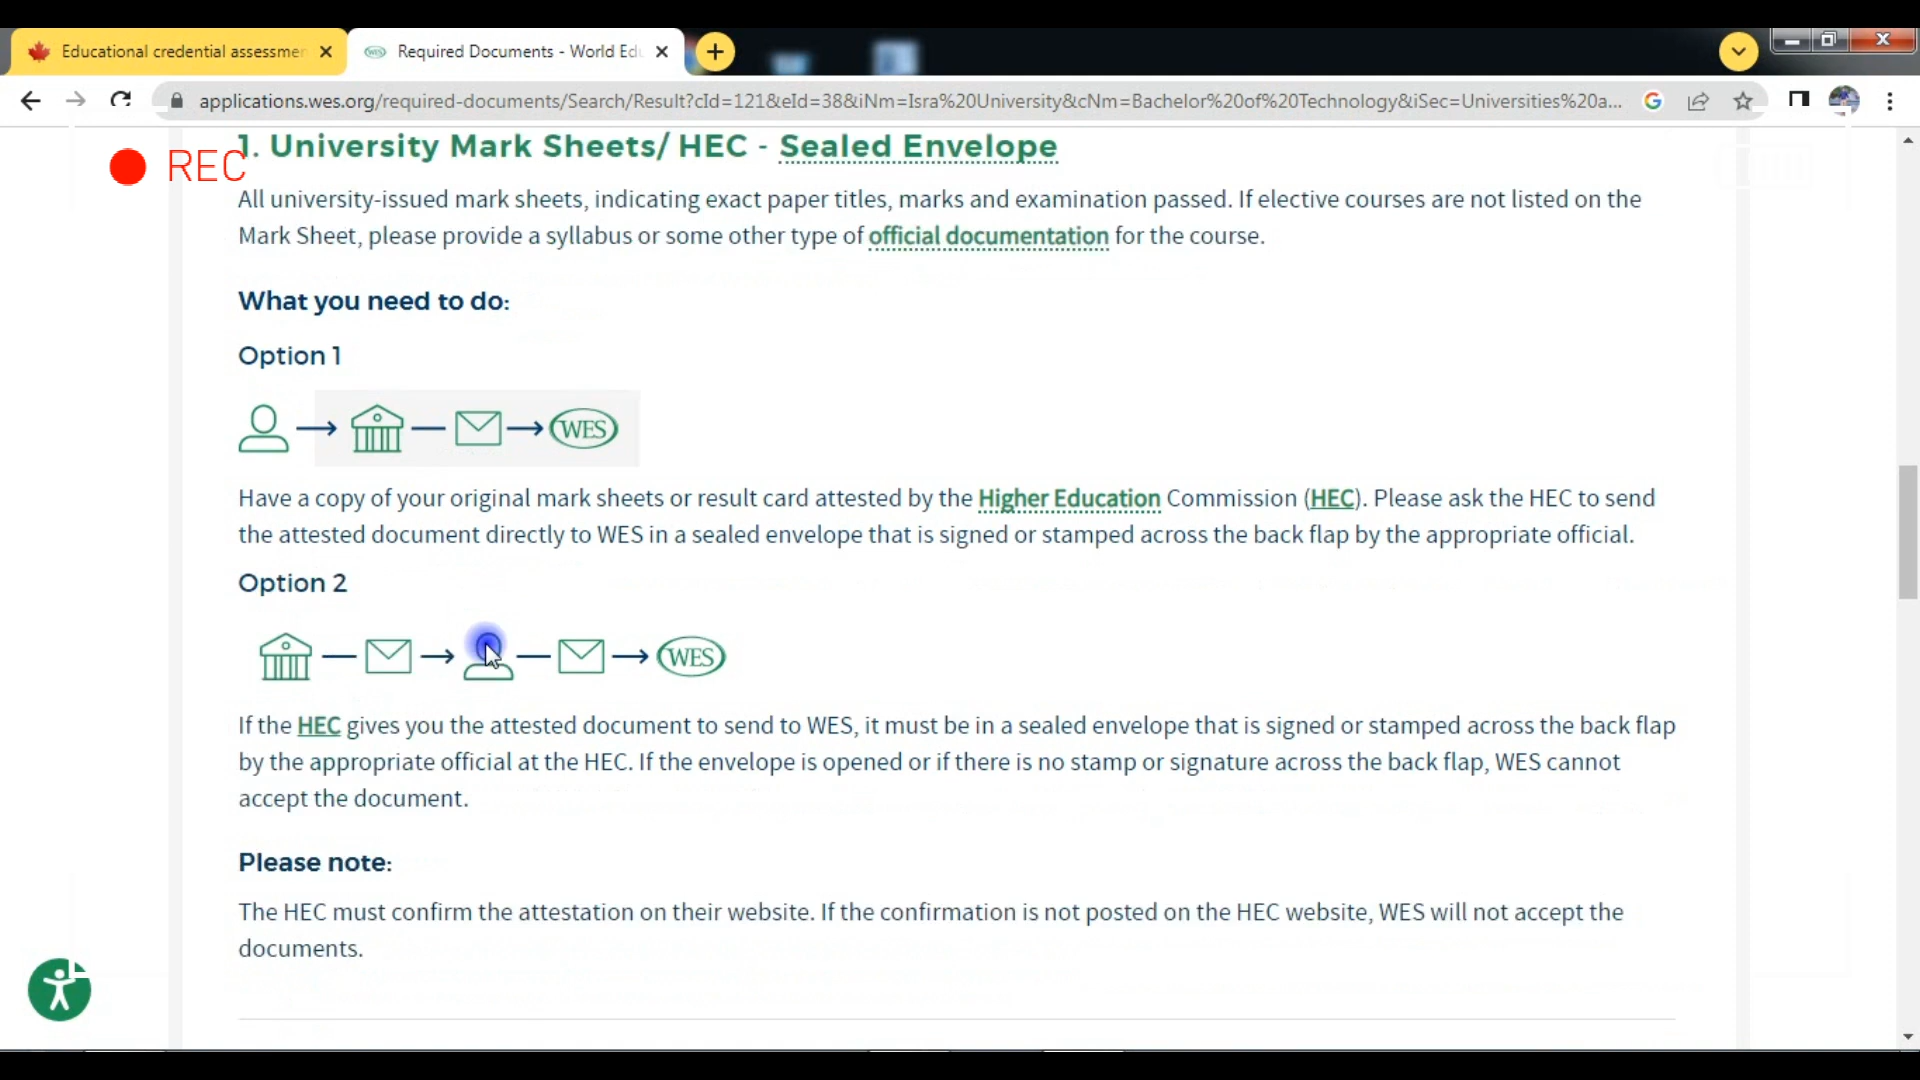 Educational credential assessmen
Required Documents - World Edu
applications.wes.org/required-documents/Search/Result?cId=121&eId=38&iNm=Isra%20University&cNm=Bachelor%20of%20Technology&iSec=Universities%20a...
REC
1. University Mark Sheets/ HEC - Sealed Envelope
All university-issued mark sheets, indicating exact paper titles, marks and examination passed. If elective courses are not listed on the
Mark Sheet, please provide a syllabus or some other type of official documentation for the course.
What you need to do:
Option 1
WES
Have a copy of your original mark sheets or result card attested by the Higher Education Commission (HEC). Please ask the HEC to send
the attested document directly to WES in a sealed envelope that is signed or stamped across the back flap by the appropriate official.
Option 2
WES
If the HEC gives you the attested document to send to WES, it must be in a sealed envelope that is signed or stamped across the back flap
by the appropriate official at the HEC. If the envelope is opened or if there is no stamp or signature across the back flap, WES cannot
accept the document.
Please note:
The HEC must confirm the attestation on their website. If the confirmation is not posted on the HEC website, WES will not accept the
documents.